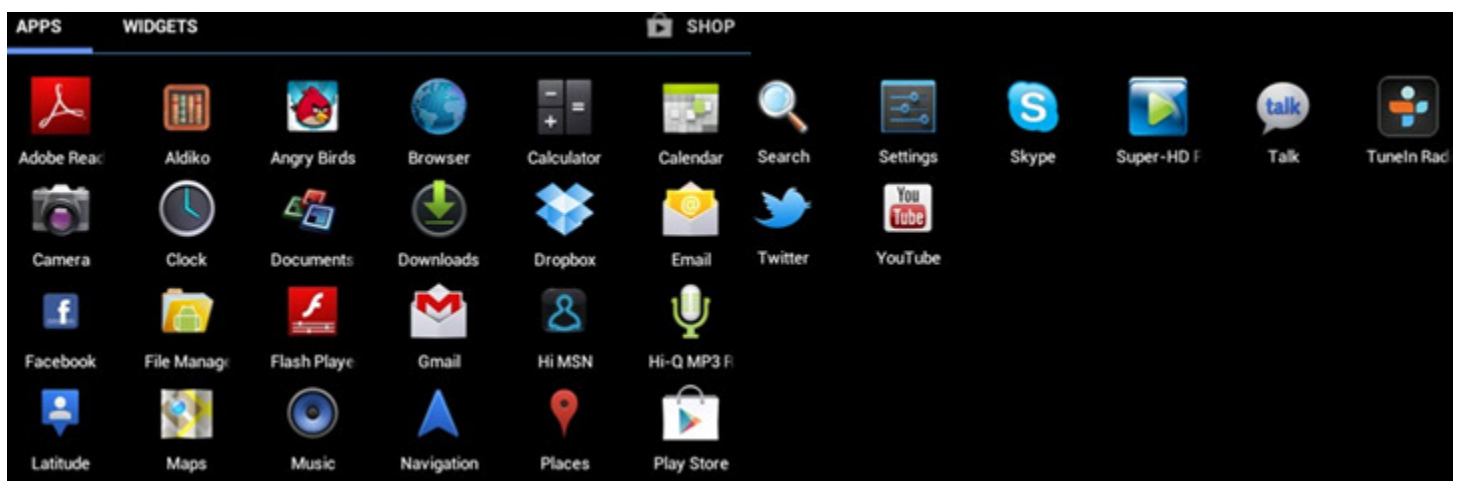 APPS WIDGETS SHOP
talk
Adobe Reac Aldiko Angry Birds Browser Calculator Calendar Search Settings Skype Super-HD F Talk TuneIn Rad
You
Tube
Camera Clock Documents Downloads Dropbox Email Twitter YouTube
Facebook File Manage Flash Playe Gmail Hi MSN Hi-Q MP3 R
Latitude Maps Music Navigation Places Play Store